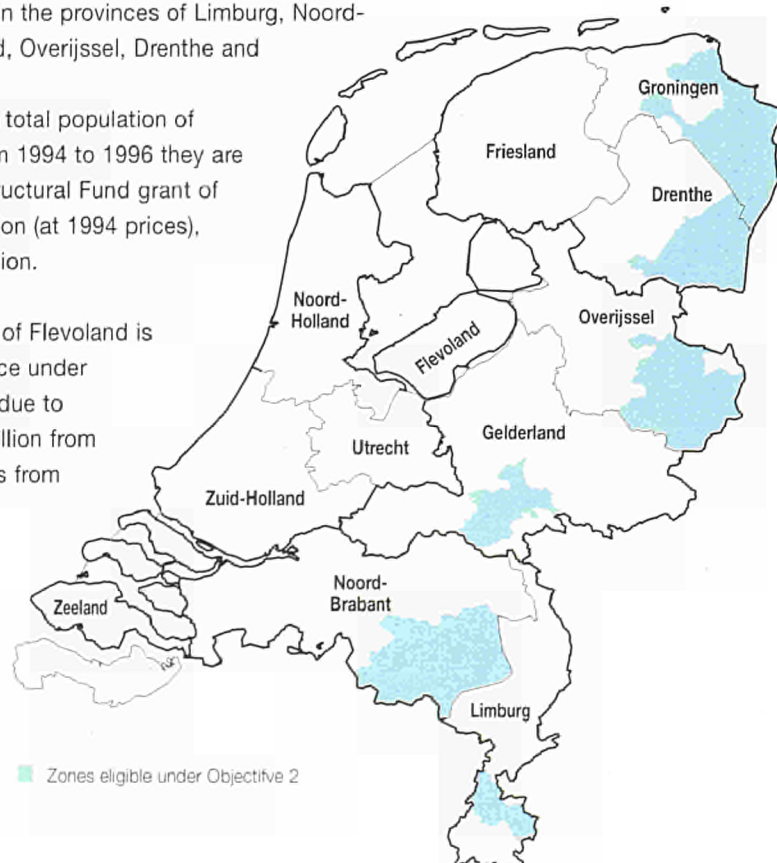 n the provinces of Limburg, Noord-
d, Overijssel, Drenthe and
total population of
n 1994 to 1996 they are
ructural Fund grant of
on (at 1994 prices),
ion.
of Flevoland is
ce under
due to
llion from
s from
Groningen
Friesland
Drenthe
Noord-
Holland
Overijssel
Flevoland
Gelderland
Utrecht
Zuid-Holland
Noord-
Brabant
Zeeland
Limburg
Zones eligible under Objectifve 2